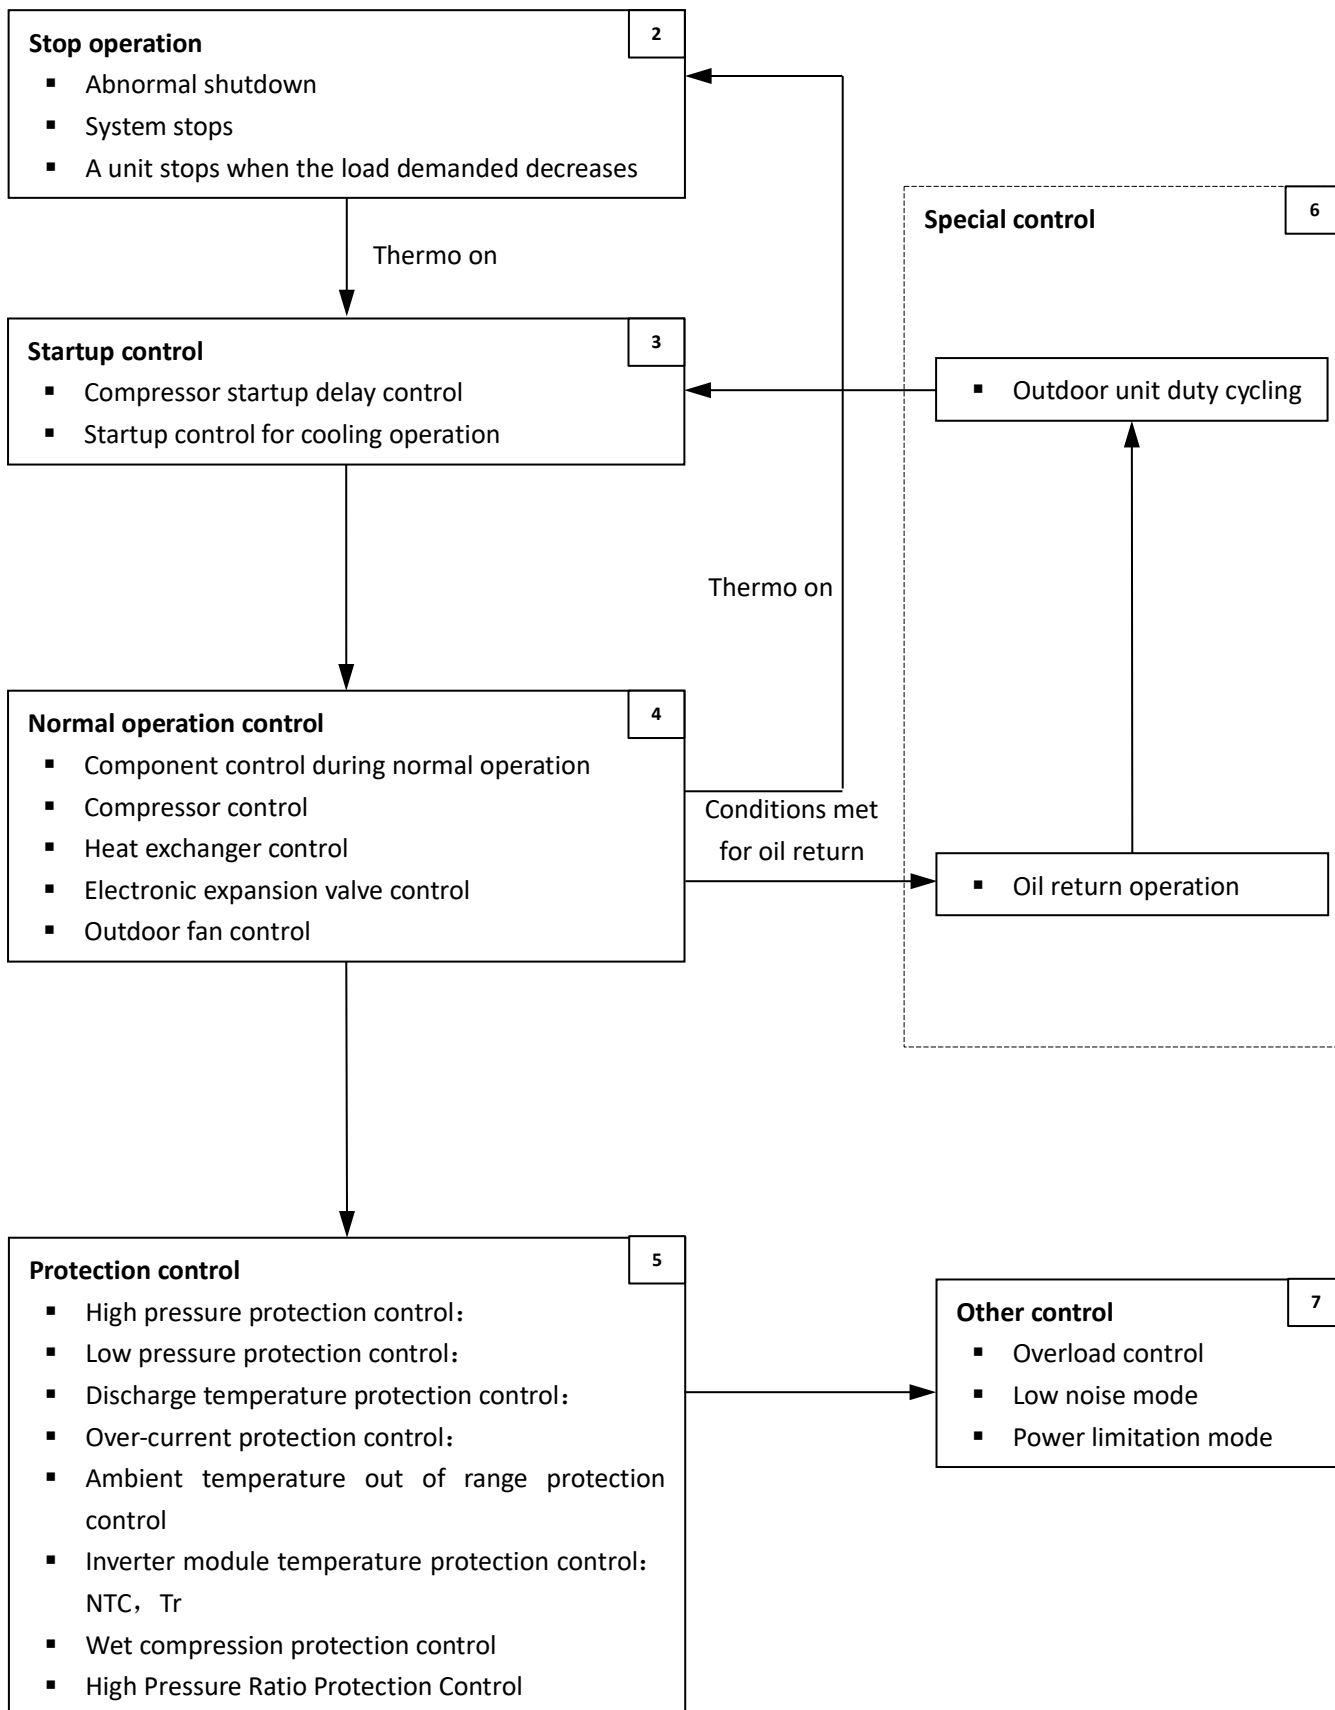 Stop operation
2
▪ Abnormal shutdown
▪ System stops
▪ A unit stops when the load demanded decreases
Thermo on
Special control
6
Startup control
3
▪ Compressor startup delay control
▪ Startup control for cooling operation
▪ Outdoor unit duty cycling
Thermo on
Normal operation control
4
▪ Component control during normal operation
▪ Compressor control
▪ Heat exchanger control
▪ Electronic expansion valve control
▪ Outdoor fan control
Conditions met
for oil return
▪ Oil return operation
Protection control
5
▪ High pressure protection control：
▪ Low pressure protection control：
▪ Discharge temperature protection control：
▪ Over-current protection control：
▪ Ambient temperature out of range protection
control
▪ Inverter module temperature protection control：
NTC，Tr
▪ Wet compression protection control
▪ High Pressure Ratio Protection Control
Other control
7
▪ Overload control
▪ Low noise mode
▪ Power limitation mode